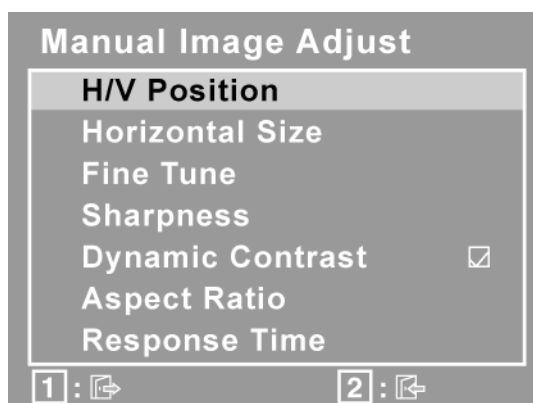 Manual Image Adjust
H/V Position
Horizontal Size
Fine Tune
Sharpness
Dynamic Contrast
Aspect Ratio
Response Time
1 : 2 :